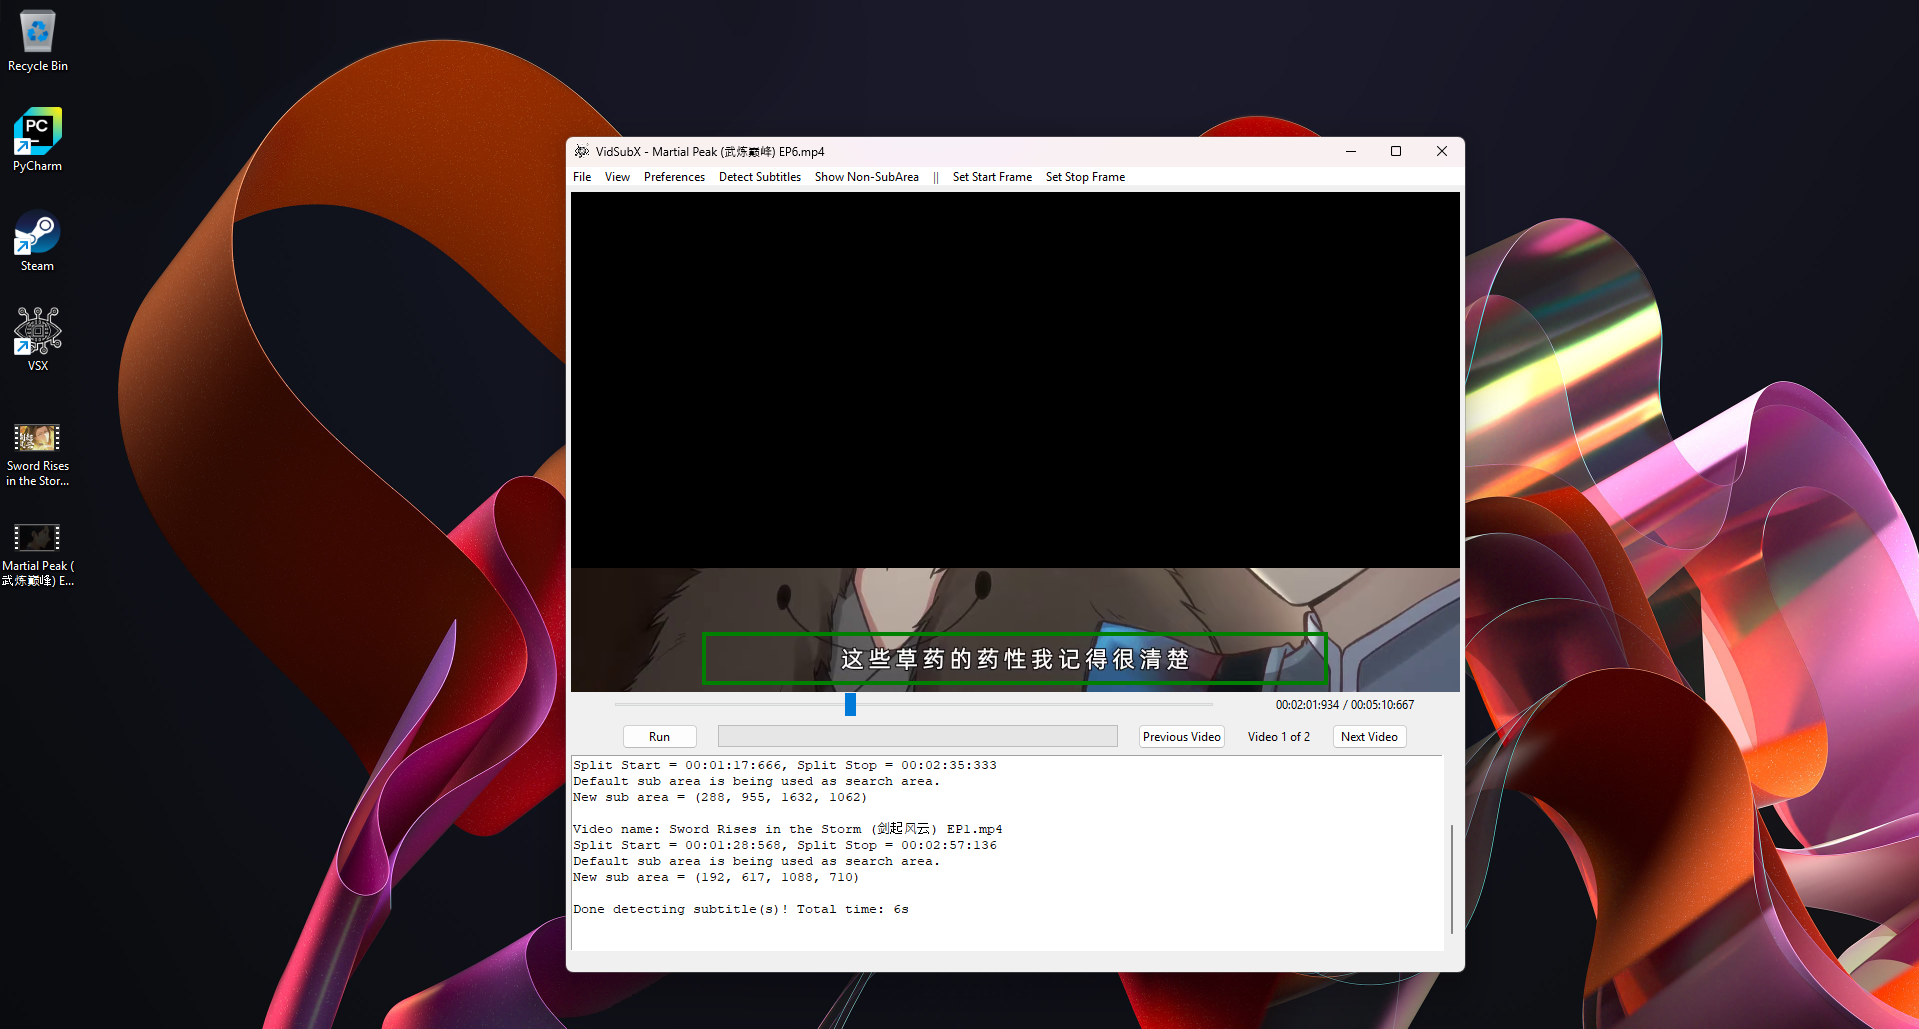 Recycle Bin
PC
PyCharm
Steam
VSX
Sword Rises
in the Stor...
Martial Peak (
武炼巅峰) E...
VidSubX - Martial Peak (武炼巅峰) EP6.mp4
File View Preferences Detect Subtitles Show Non-SubArea || Set Start Frame Set Stop Frame
这些草药的药性我记得很清楚
00:02:01:934 / 00:05:10:667
Run Previous Video Video 1 of 2 Next Video
Split Start = 00:01:17:666, Split Stop = 00:02:35:333
Default sub area is being used as search area.
New sub area = (288, 955, 1632, 1062)
Video name: Sword Rises in the Storm (剑起风云) EP1.mp4
Split Start = 00:01:28:568, Split Stop = 00:02:57:136
Default sub area is being used as search area.
New sub area = (192, 617, 1088, 710)
Done detecting subtitle(s)! Total time: 6s